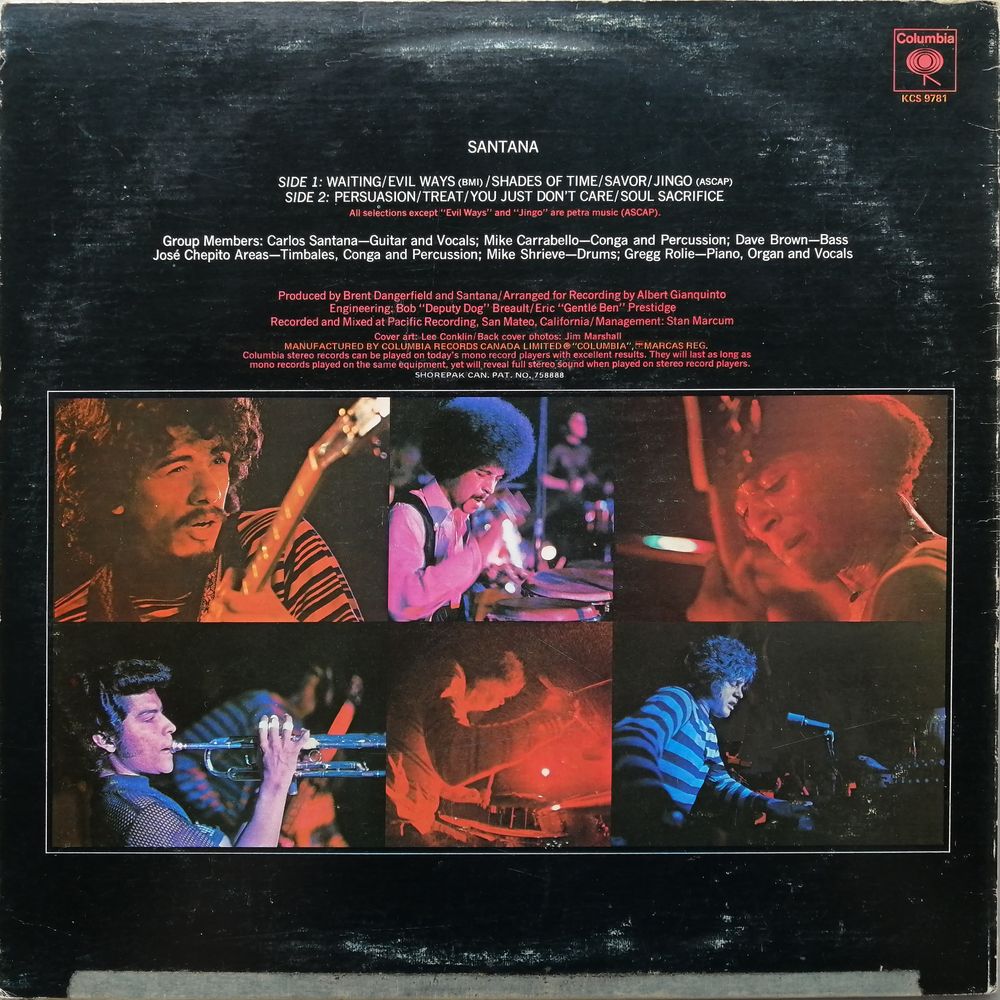 Columbia
KCS 9781
SANTANA
SIDE 1: WAITING/EVIL WAYS (BMI)/SHADES OF TIME/SAVOR/JINGO (ASCAP)
SIDE 2: PERSUASION/TREAT/YOU JUST DON'T CARE/SOUL SACRIFICE
All selections except "Evil Ways" and "Jingo" are petra music (ASCAP).
Group Members: Carlos Santana—Guitar and Vocals; Mike Carrabello—Conga and Percussion; Dave Brown—Bass
José Chepito Areas—Timbales, Conga and Percussion; Mike Shrieve—Drums; Gregg Rolie—Piano, Organ and Vocals
Produced by Brent Dangerfield and Santana/Arranged for Recording by Albert Gianquinto
Engineering: Bob "Deputy Dog" Breault/Eric "Gentle Ben" Prestidge
Recorded and Mixed at Pacific Recording, San Mateo, California/Management: Stan Marcum
Cover art: Lee Conklin/Back cover photos: Jim Marshall
MANUFACTURED BY COLUMBIA RECORDS CANADA LIMITED ® "COLUMBIA", MARCAS REG.
Columbia stereo records can be played on today's mono record players with excellent results. They will last as long as
mono records played on the same equipment, yet will reveal full stereo sound when played on stereo record players.
SHOREPAK CAN. PAT. NO. 758888